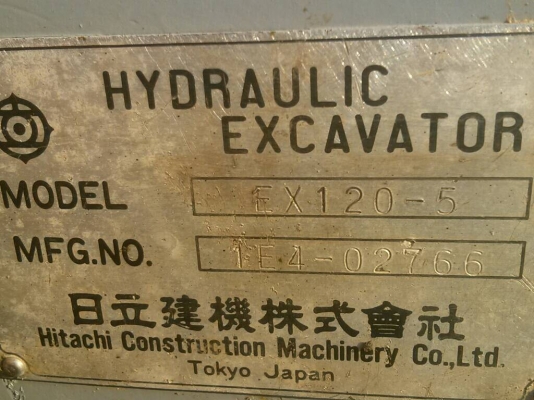 HYDRAULIC
EXCAVATOR
MODEL EX120-5
MFG.NO. 1E4-02766
日立建機株式會社
Hitachi Construction Machinery Co.,Ltd.
Tokyo Japan